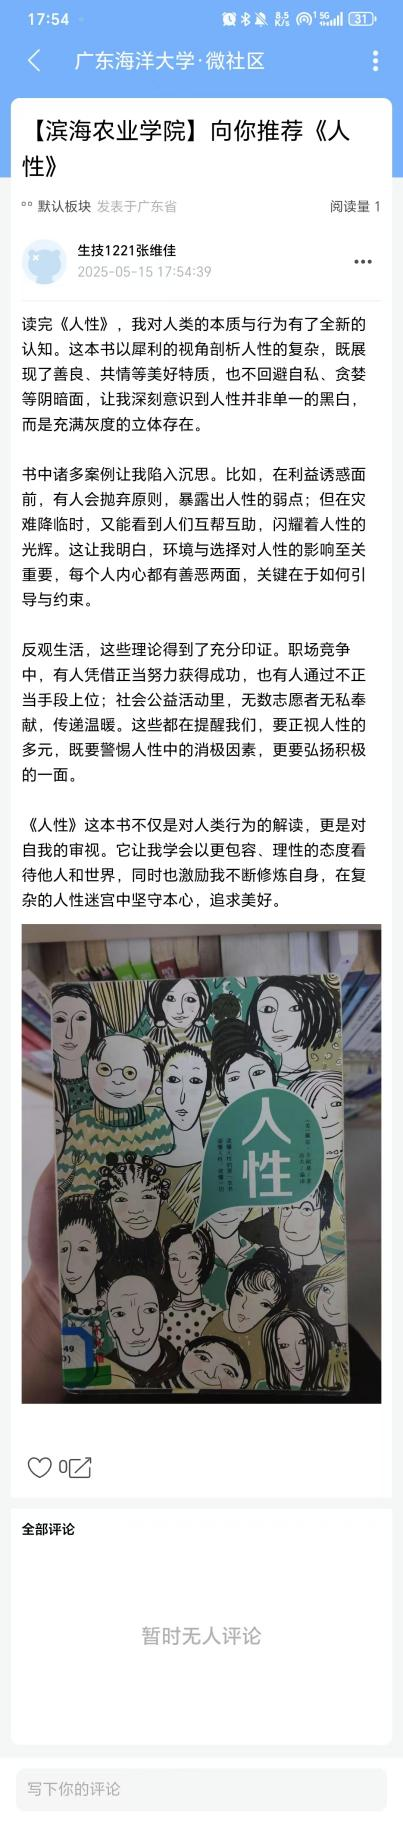 17:54
8.5
K/s
5G
31
广东海洋大学·微社区
【滨海农业学院】向你推荐《人
性》
默认板块 发表于广东省
阅读量 1
生技1221张维佳
2025-05-15 17:54:39
读完《人性》，我对人类的本质与行为有了全新的
认知。这本书以犀利的视角剖析人性的复杂，既展
现了善良、共情等美好特质，也不回避自私、贪婪
等阴暗面，让我深刻意识到人性并非单一的黑白，
而是充满灰度的立体存在。
书中诸多案例让我陷入沉思。比如，在利益诱惑面
前，有人会抛弃原则，暴露出人性的弱点；但在灾
难降临时，又能看到人们互帮互助，闪耀着人性的
光辉。这让我明白，环境与选择对人性的影响至关
重要，每个人内心都有善恶两面，关键在于如何引
导与约束。
反观生活，这些理论得到了充分印证。职场竞争
中，有人凭借正当努力获得成功，也有人通过不正
当手段上位；社会公益活动里，无数志愿者无私奉
献，传递温暖。这些都在提醒我们，要正视人性的
多元，既要警惕人性中的消极因素，更要弘扬积极
的一面。
《人性》这本书不仅是对人类行为的解读，更是对
自我的审视。它让我学会以更包容、理性的态度看
待他人和世界，同时也激励我不断修炼自身，在复
杂的人性迷宫中坚守本心，追求美好。
人性
49
0)
0
全部评论
暂时无人评论
写下你的评论